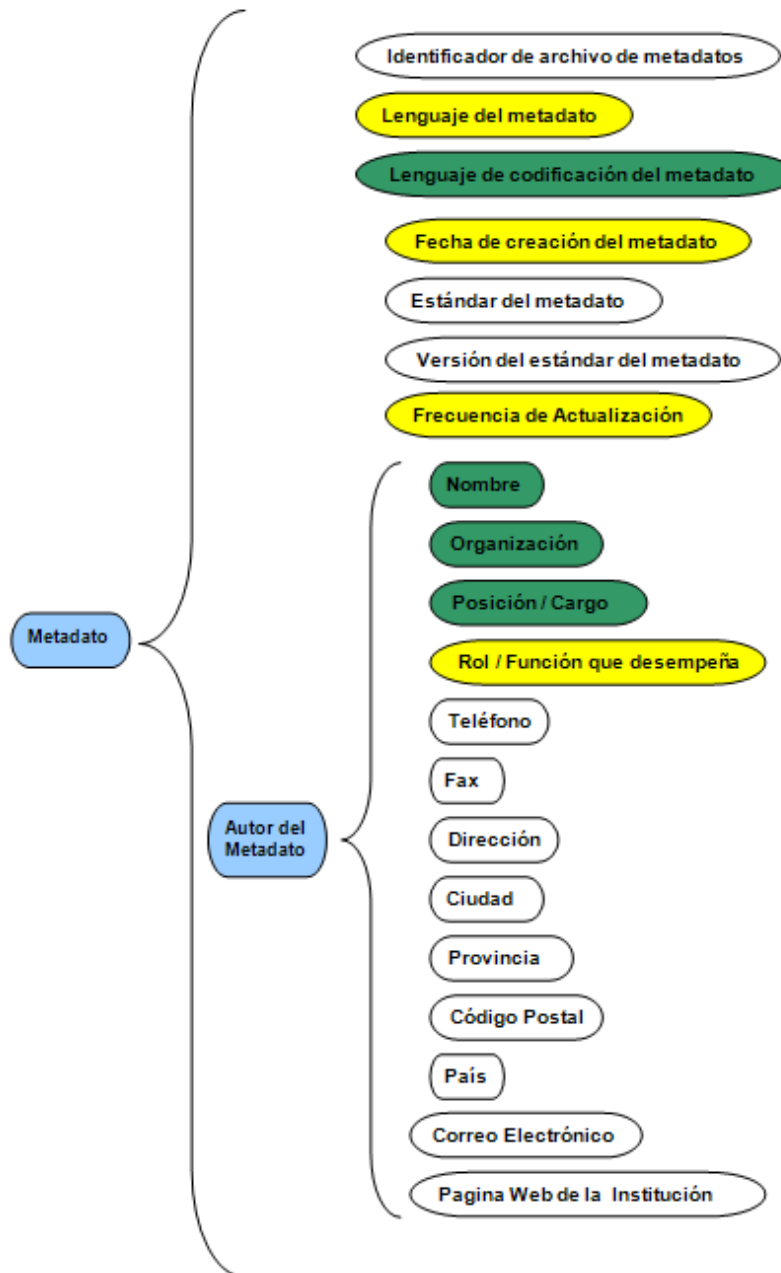 Identificador de archivo de metadatos
Lenguaje del metadato
Lenguaje de codificación del metadato
Fecha de creación del metadato
Estándar del metadato
Versión del estándar del metadato
Frecuencia de Actualización
Nombre
Organización
Posición / Cargo
Metadato
Rol / Función que desempeña
Teléfono
Fax
Autor del
Metadato
Dirección
Ciudad
Provincia
Código Postal
País
Correo Electrónico
Pagina Web de la Institución